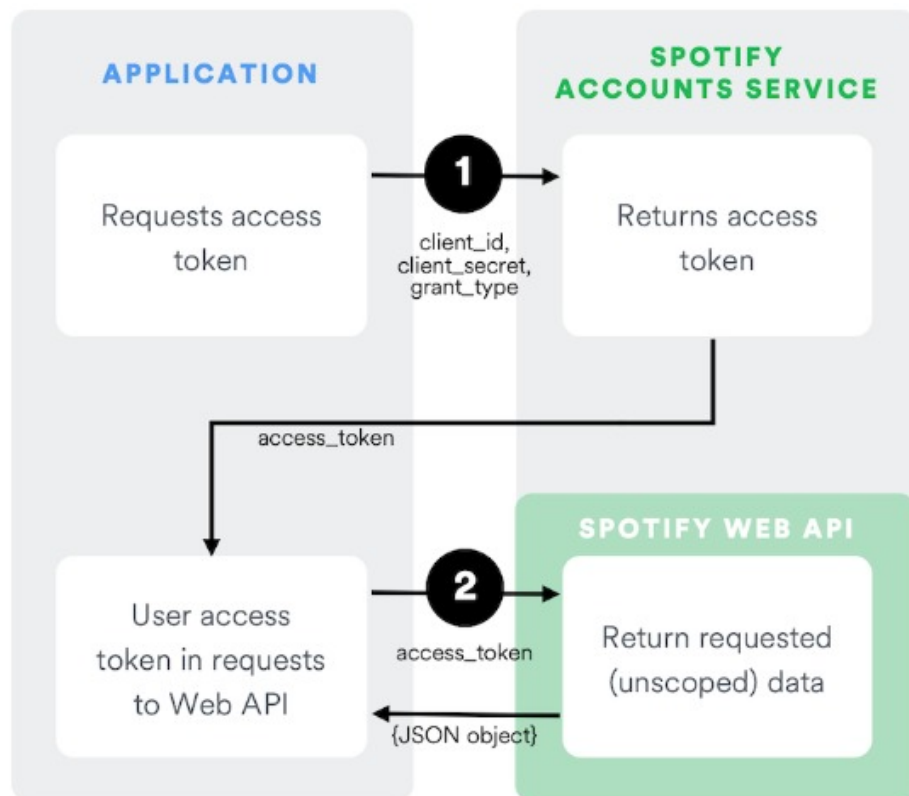 APPLICATION
SPOTIFY
ACCOUNTS SERVICE
Requests access
token
1
client_id,
client_secret,
grant_type
Returns access
token
access_token
SPOTIFY WEB API
User access
token in requests
to Web API
2
access_token
{JSON object}
Return requested
(unscoped) data